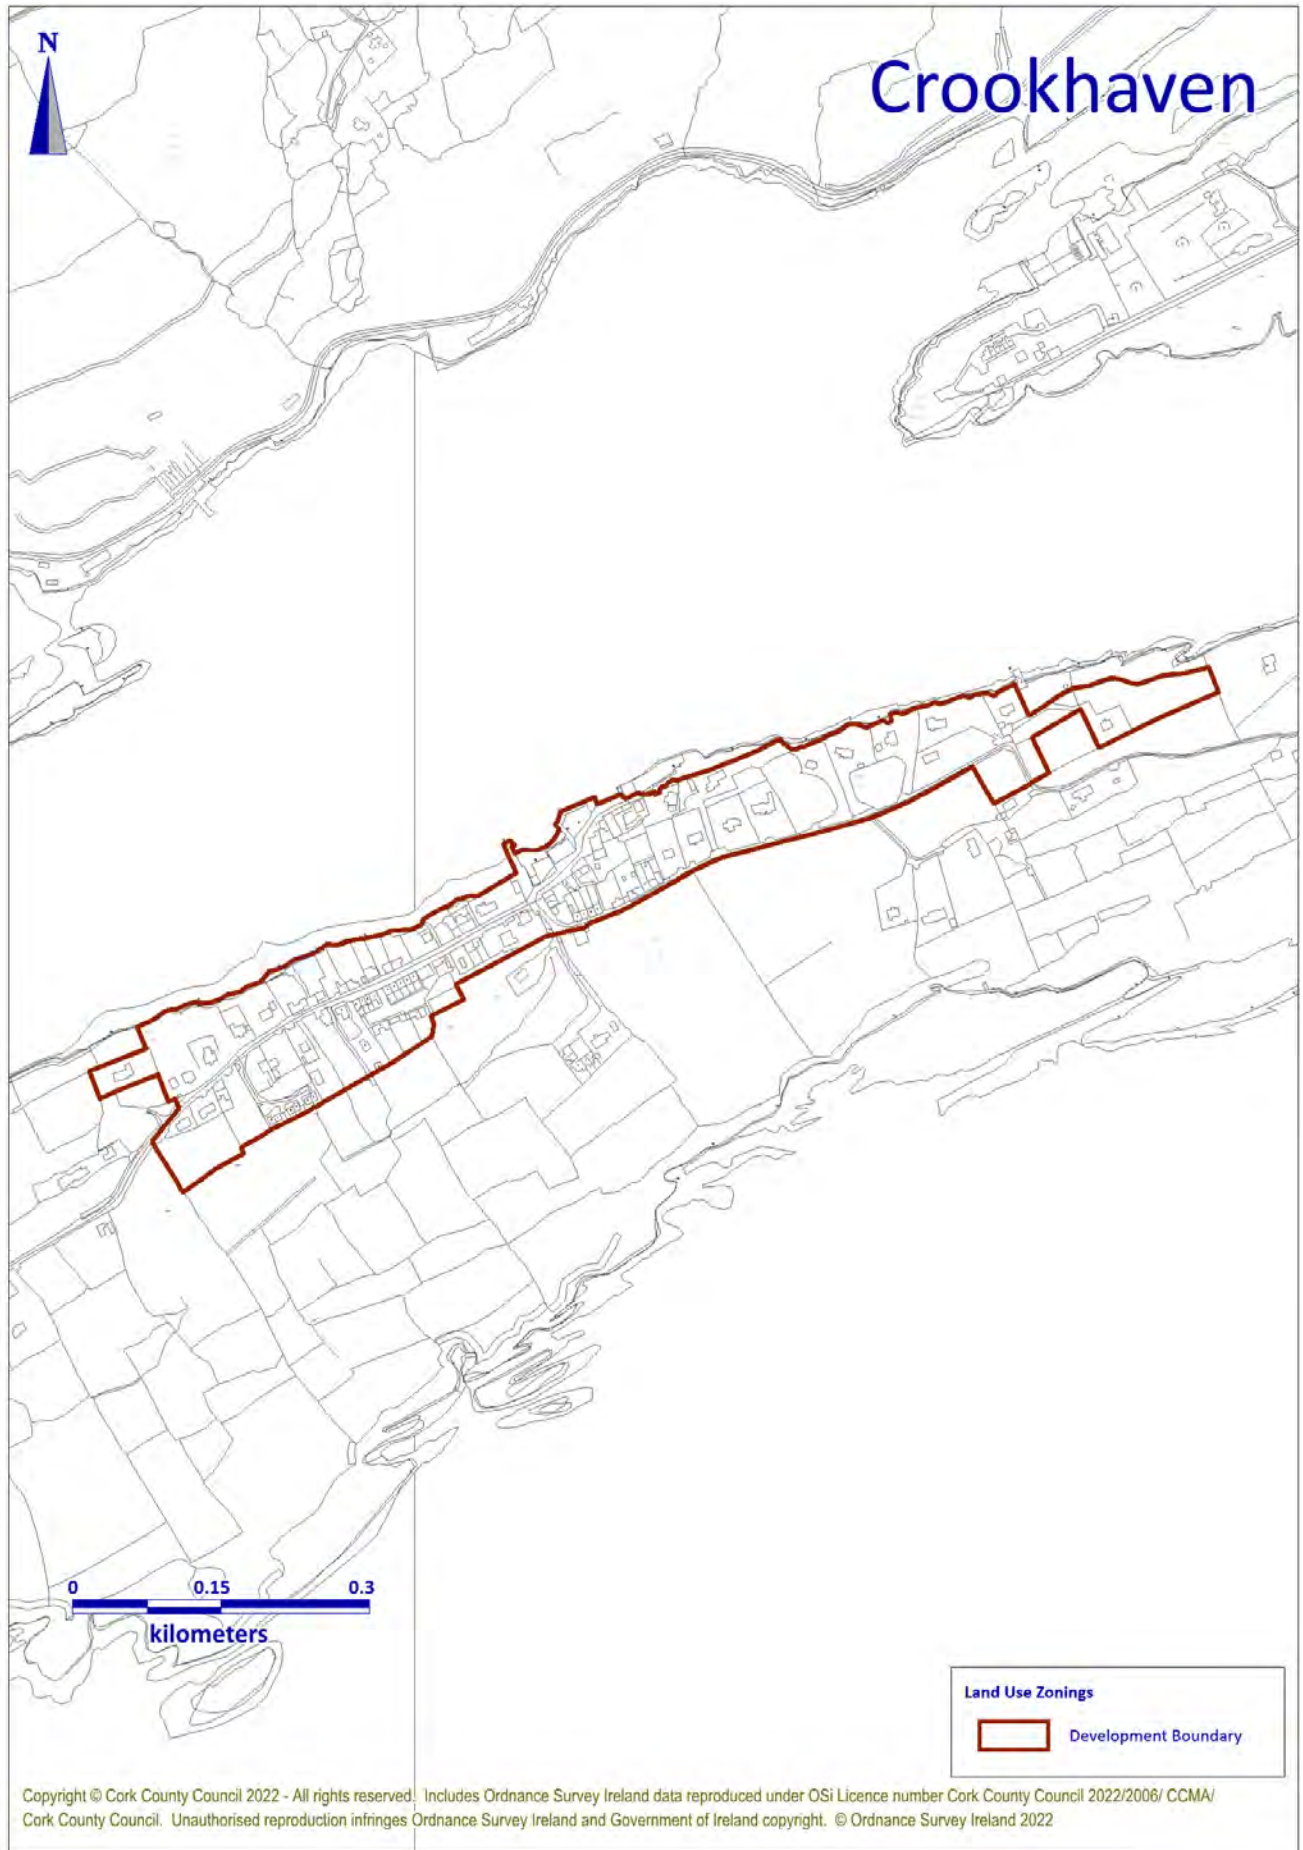 N
Crookhaven
0 0.15 0.3
kilometers
Land Use Zonings
Development Boundary
Copyright © Cork County Council 2022 - All rights reserved. Includes Ordnance Survey Ireland data reproduced under OSi Licence number Cork County Council 2022/2006/ CCMA/
Cork County Council. Unauthorised reproduction infringes Ordnance Survey Ireland and Government of Ireland copyright. © Ordnance Survey Ireland 2022